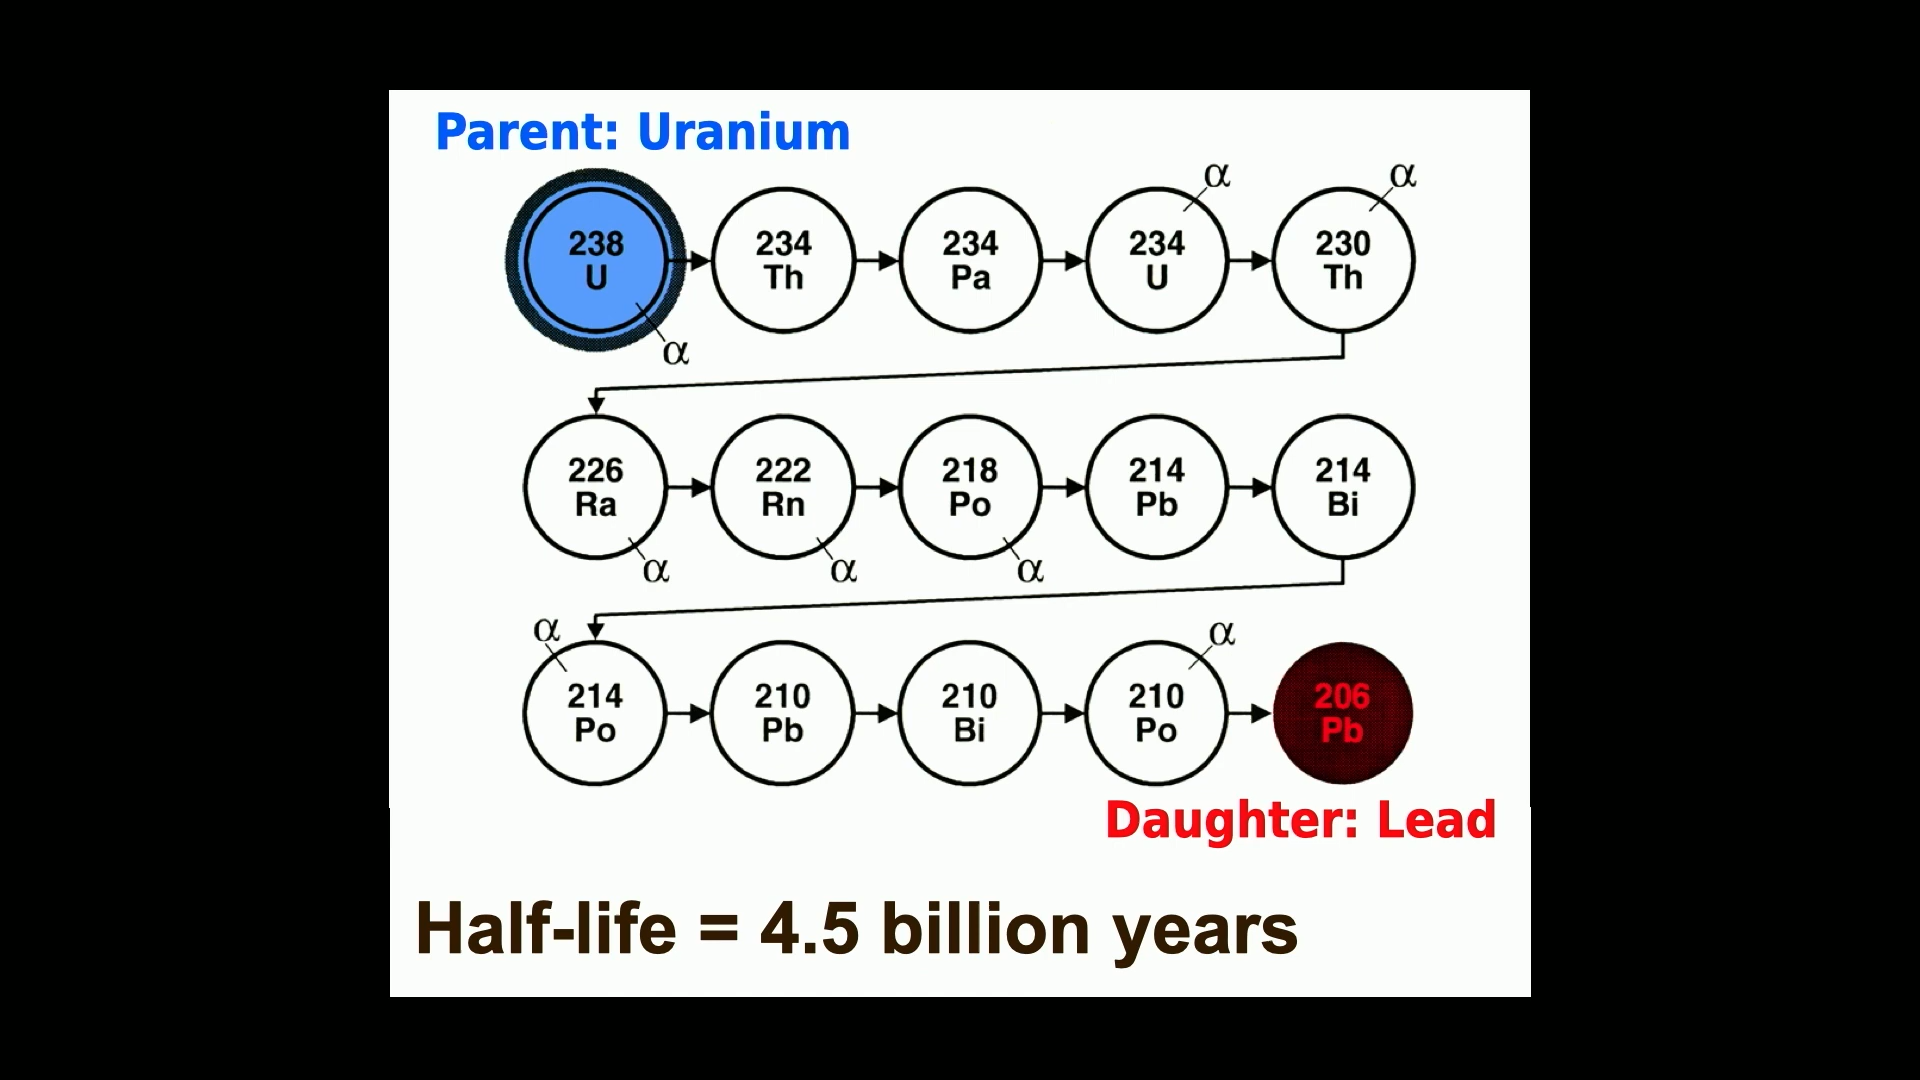 Parent: Uranium
α α
238 234 234 234 230
U Th Pa U Th
α
226 222 218 214 214
Ra Rn Po Pb Bi
α α α
α α
214 210 210 210 206
Po Pb Bi Po Pb
Daughter: Lead
Half-life = 4.5 billion years